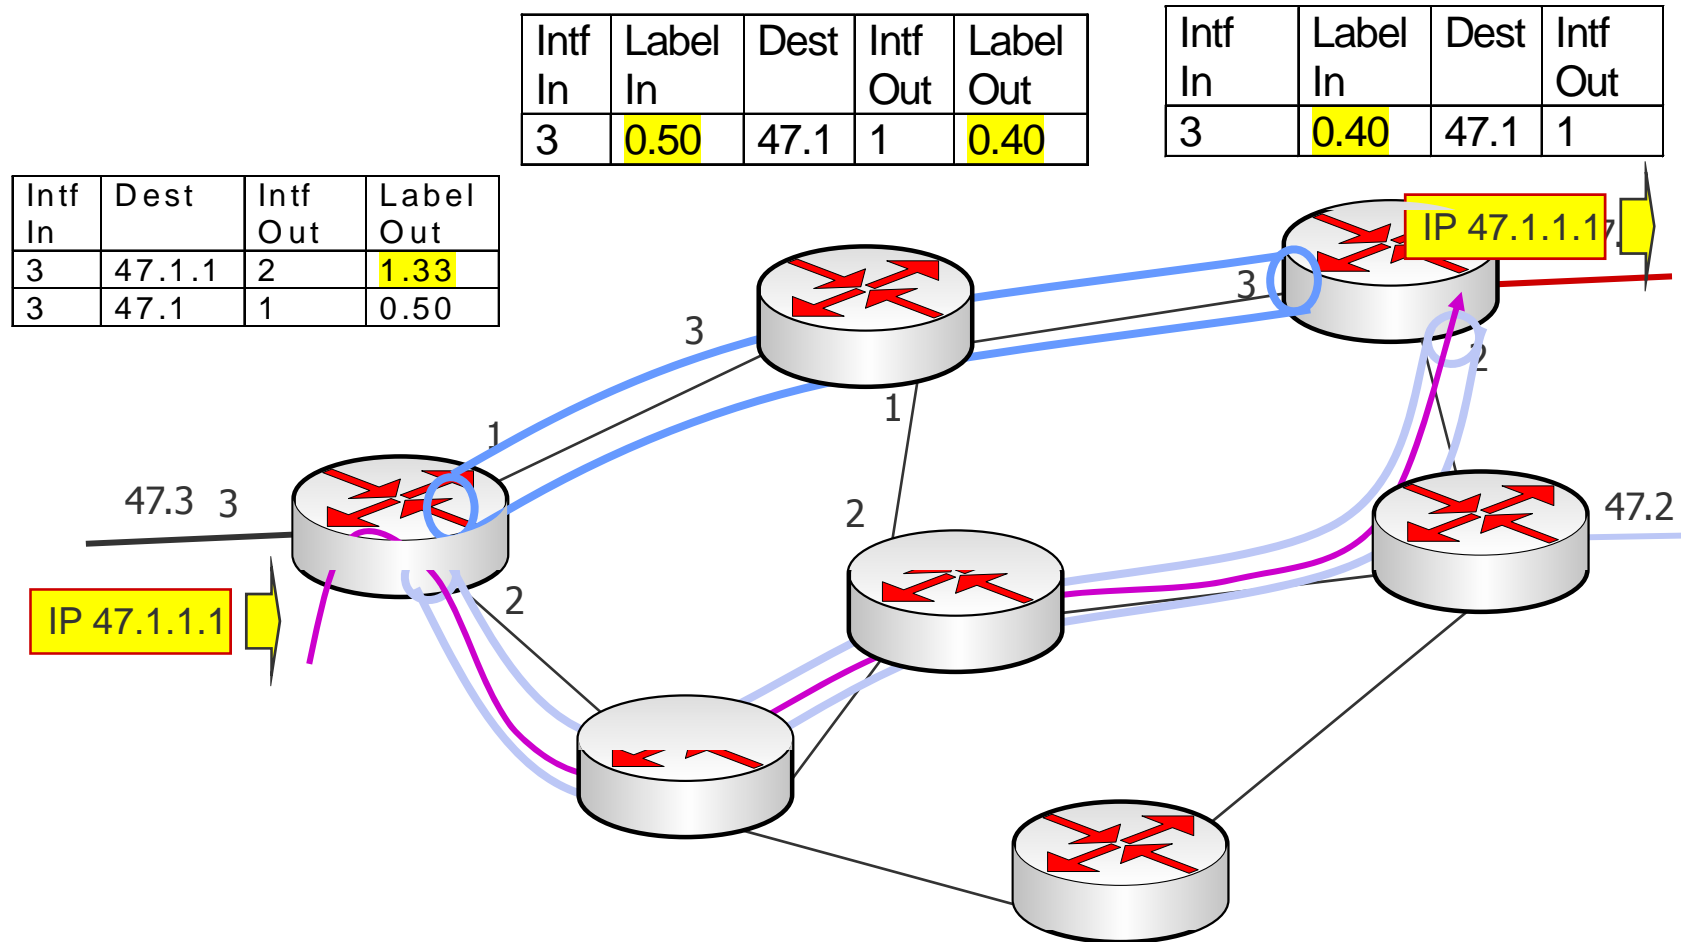 Intf Label Dest Intf Label
In In Out Out
3 0.50 47.1 1 0.40
Intf Label Dest Intf
In In Out
3 0.40 47.1 1
Intf Dest Intf Label
In Out Out
3 47.1.1 2 1.33
3 47.1 1 0.50
IP 47.1.1.1
3
3
2
1
1
47.3 3
2
47.2
2
IP 47.1.1.1